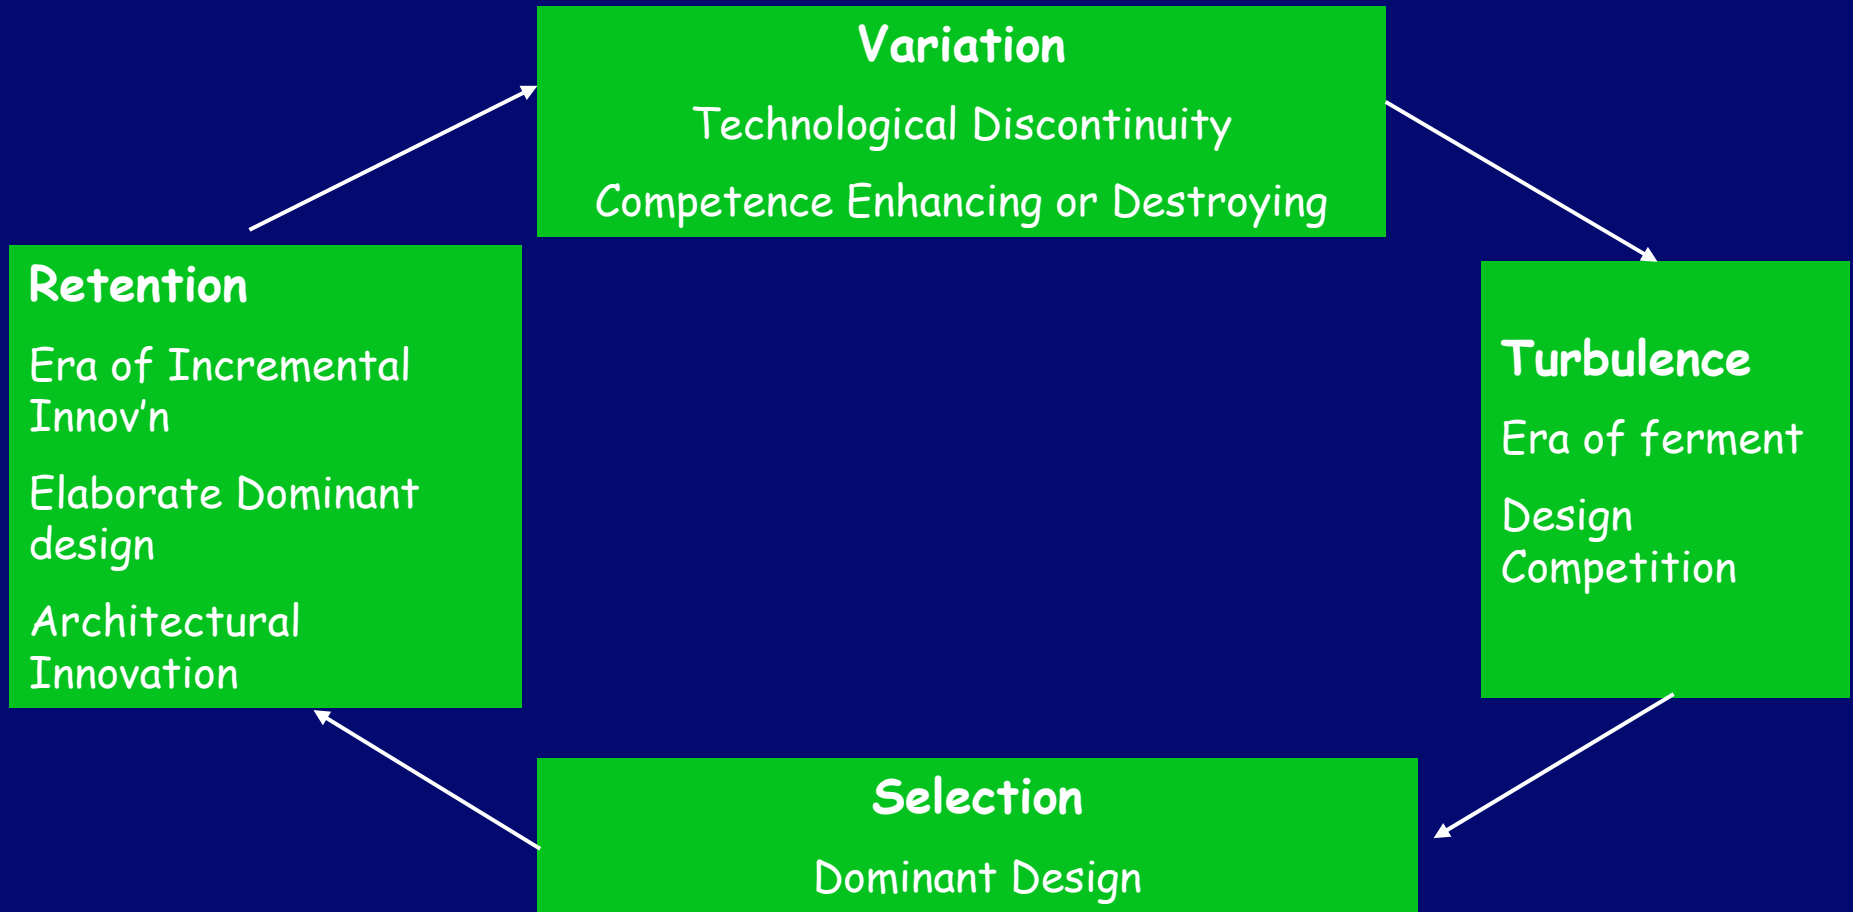 Variation
Technological Discontinuity
Competence Enhancing or Destroying
Retention
Era of Incremental
Innov’n
Elaborate Dominant
design
Architectural
Innovation
Turbulence
Era of ferment
Design
Competition
Selection
Dominant Design